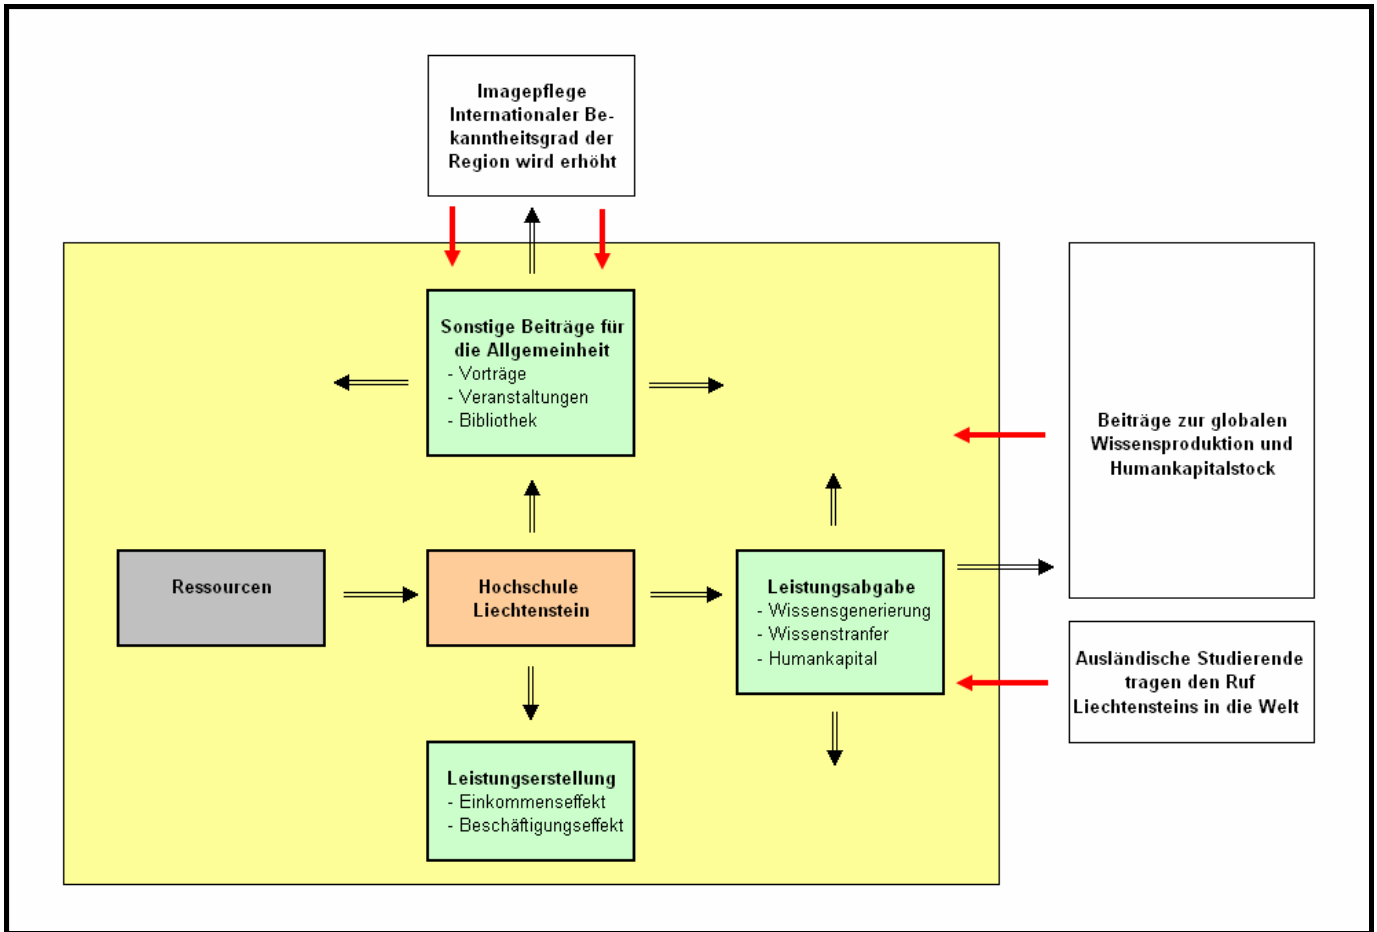 Imagepflege
Internationaler Be-
kanntheitsgrad der
Region wird erhöht
Sonstige Beiträge für
die Allgemeinheit
- Vorträge
- Veranstaltungen
- Bibliothek
Beiträge zur globalen
Wissensproduktion und
Humankapitalstock
Ressourcen
Hochschule
Liechtenstein
Leistungsabgabe
- Wissensgenerierung
- Wissenstranfer
- Humankapital
Ausländische Studierende
tragen den Ruf
Liechtensteins in die Welt
Leistungserstellung
- Einkommenseffekt
- Beschäftigungseffekt